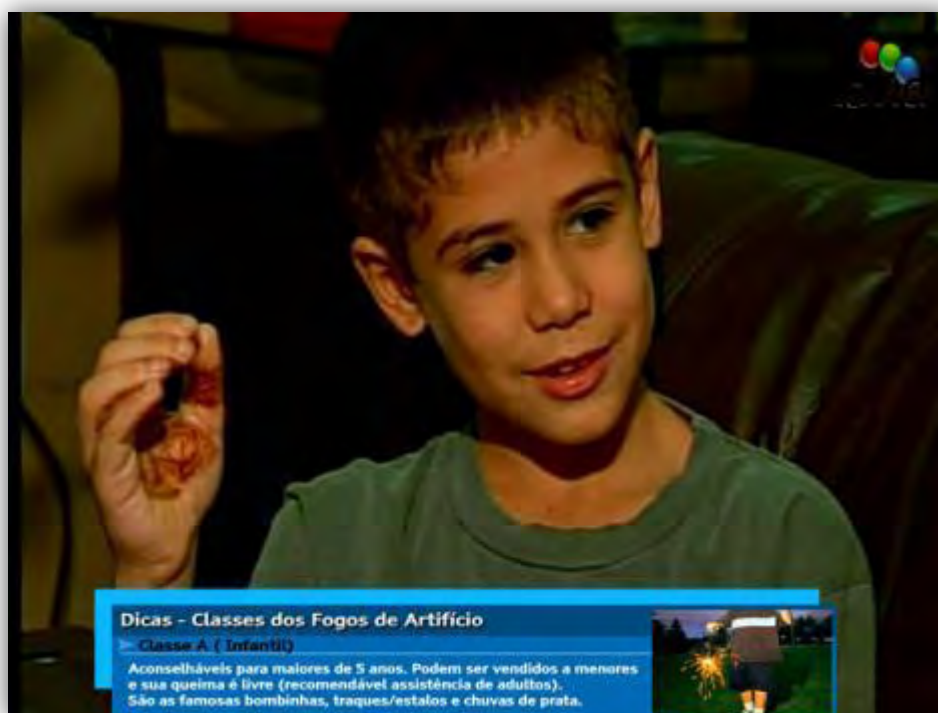 Dicas - Classes dos Fogos de Artifício
Classe A ( Infantil)
Aconselháveis para maiores de 5 anos. Podem ser vendidos a menores
e sua queima é livre (recomendável assistência de adultos).
São as famosas bombinhas, traques/estalos e chuvas de prata.